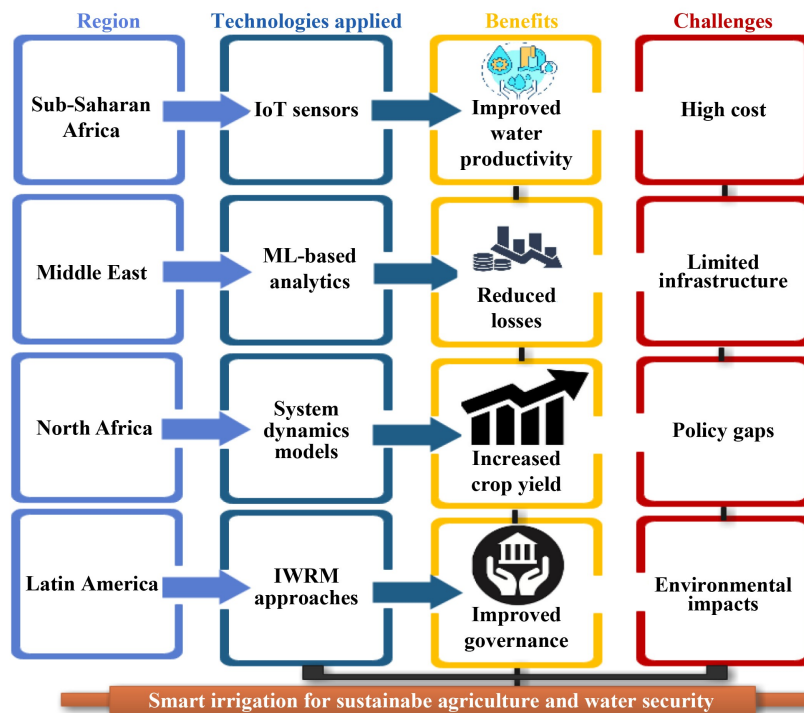 Region
Technologies applied
Benefits
Challenges
Sub-Saharan
Africa
IoT sensors
Improved
water
productivity
High cost
Middle East
ML-based
analytics
Reduced
losses
Limited
infrastructure
North Africa
System
dynamics
models
Increased
crop yield
Policy gaps
Latin America
IWRM
approaches
Improved
governance
Environmental
impacts
Smart irrigation for sustainabe agriculture and water security